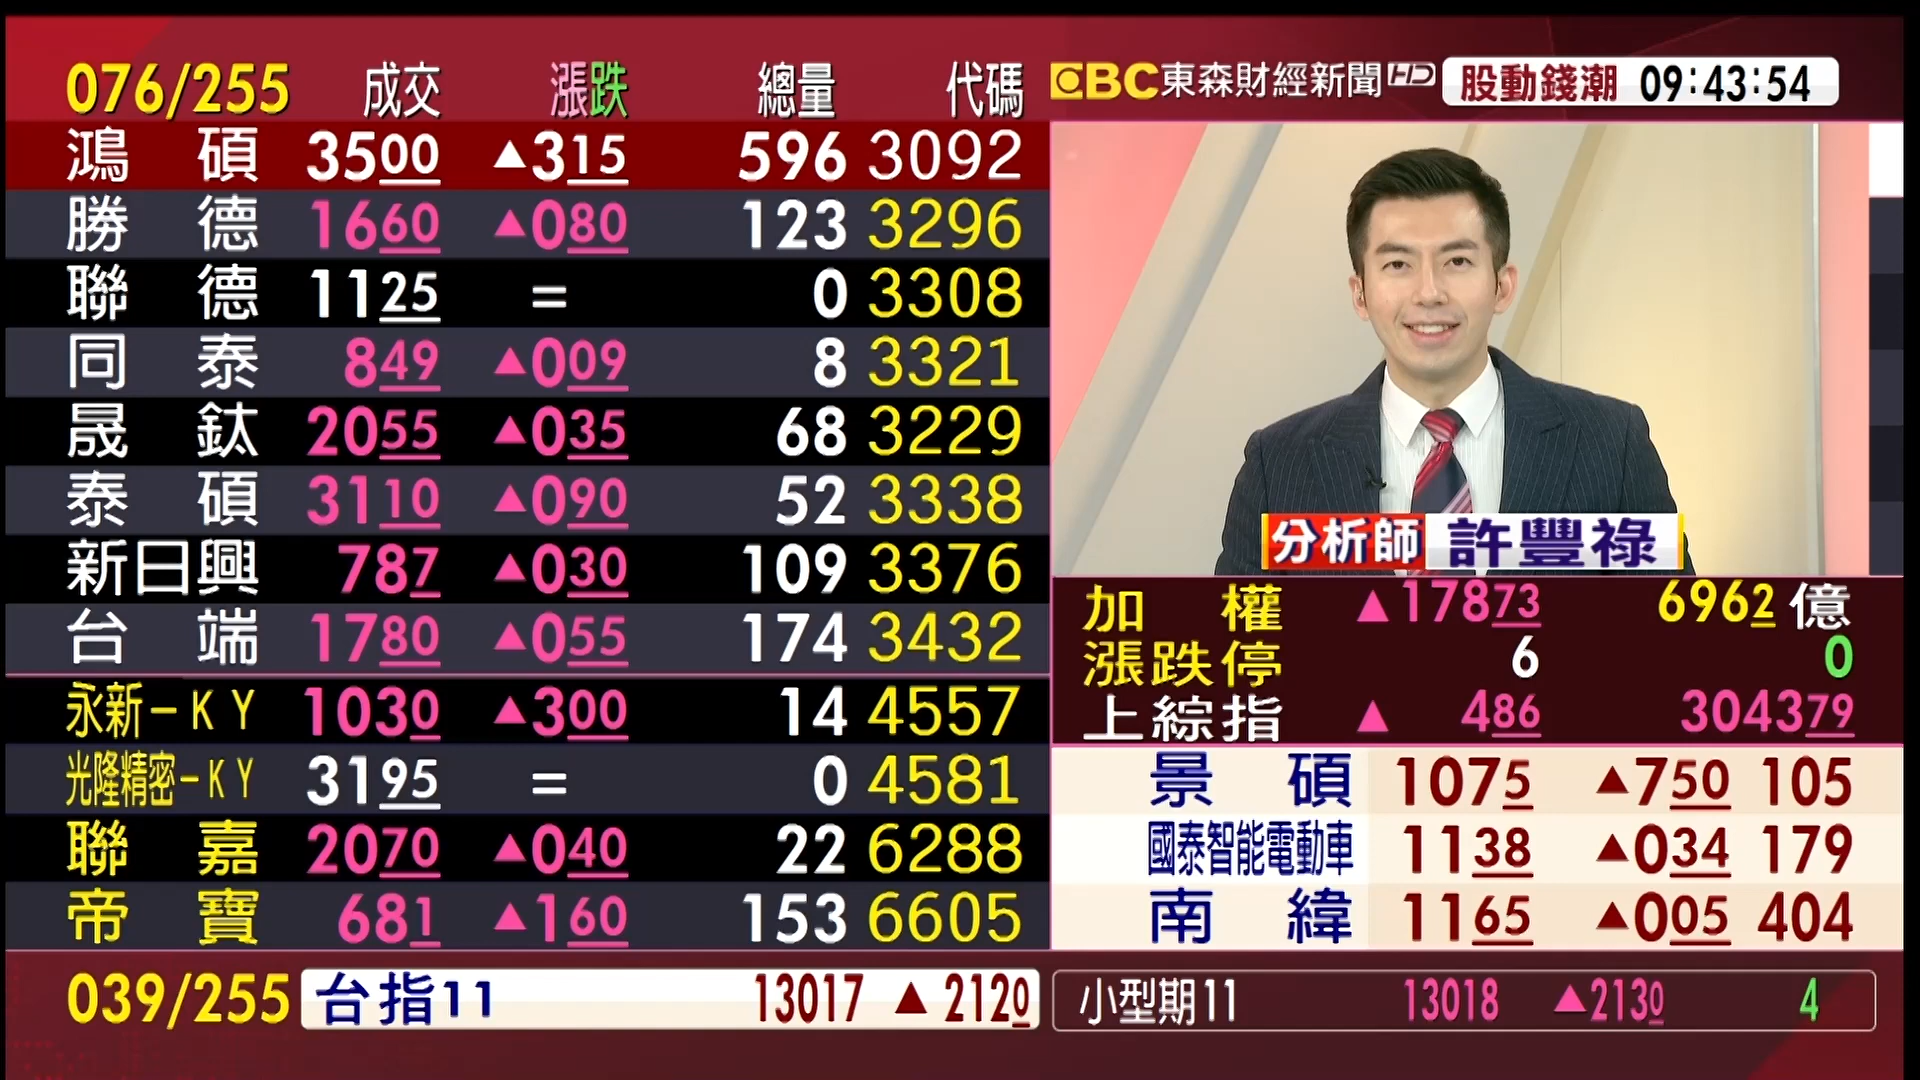 076/255 成交 漲跌 總量 代碼
鴻碩 3500 ▲315 596 3092
勝德 1660 ▲080 123 3296
聯德 1125 = 0 3308
同泰 849 ▲009 8 3321
晟鈦 2055 ▲035 68 3229
泰碩 3110 ▲090 52 3338
新日興 787 ▲030 109 3376
台端 1780 ▲055 174 3432
永新-KY 1030 ▲300 14 4557
光隆精密-KY 3195 = 0 4581
聯嘉 2070 ▲040 22 6288
帝寶 681 ▲160 153 6605
EBC東森財經新聞HD 股動錢潮 09:43:54
分析師 許豐祿
加權 ▲17873 6962億
漲跌停 6 0
上綜指 ▲486 304379
景碩 1075 ▲750 105
國泰智能電動車 1138 ▲034 179
南緯 1165 ▲005 404
039/255 台指11 13017 ▲2120
小型期11 13018 ▲2130 4